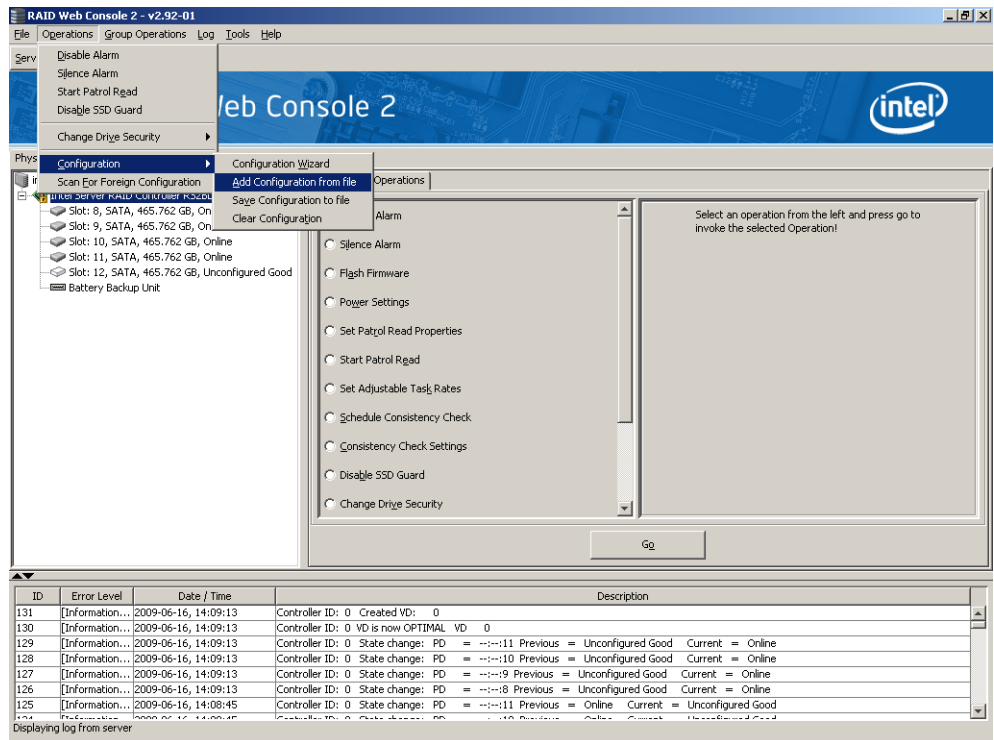 RAID Web Console 2 - v2.92-01
File Operations Group Operations Log Tools Help
Serv
Disable Alarm
Silence Alarm
Start Patrol Read
Disable SSD Guard
Change Drive Security
Configuration
Scan For Foreign Configuration
Configuration Wizard
Add Configuration from file
Save Configuration to file
Clear Configuration
eb Console 2
intel
Phys
Operations
Intel Server RAID Controller
Slot: 8, SATA, 465.762 GB, On
Slot: 9, SATA, 465.762 GB, On
Slot: 10, SATA, 465.762 GB, Online
Slot: 11, SATA, 465.762 GB, Online
Slot: 12, SATA, 465.762 GB, Unconfigured Good
Battery Backup Unit
Alarm
Silence Alarm
Flash Firmware
Power Settings
Set Patrol Read Properties
Start Patrol Read
Set Adjustable Task Rates
Schedule Consistency Check
Consistency Check Settings
Disable SSD Guard
Change Drive Security
Select an operation from the left and press go to
invoke the selected Operation!
Go
ID Error Level Date / Time Description
131 [Information... 2009-06-16, 14:09:13 Controller ID: 0 Created VD: 0
130 [Information... 2009-06-16, 14:09:13 Controller ID: 0 VD is now OPTIMAL VD 0
129 [Information... 2009-06-16, 14:09:13 Controller ID: 0 State change: PD = --:--:11 Previous = Unconfigured Good Current = Online
128 [Information... 2009-06-16, 14:09:13 Controller ID: 0 State change: PD = --:--:10 Previous = Unconfigured Good Current = Online
127 [Information... 2009-06-16, 14:09:13 Controller ID: 0 State change: PD = --:--:9 Previous = Unconfigured Good Current = Online
126 [Information... 2009-06-16, 14:09:13 Controller ID: 0 State change: PD = --:--:8 Previous = Unconfigured Good Current = Online
125 [Information... 2009-06-16, 14:08:45 Controller ID: 0 State change: PD = --:--:11 Previous = Online Current = Unconfigured Good
Displaying log from server